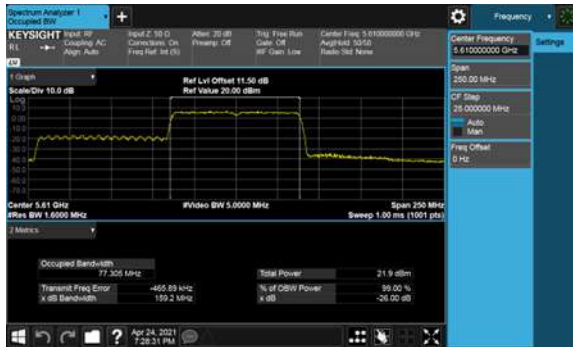 Spectrum Analyzer 1
Occupied BW
Frequency
KEYSIGHT
Input: RF
Coupling: AC
Align: Auto
Input Z: 50 Ω
Corrections: On
Freq Ref: Int (S)
Atten: 20 dB
Preamp: Off
Trig: Free Run
Gate: Off
#IF Gain: Low
Center Freq: 5.610000000 GHz
Avg|Hold: 50/50
Radio Std: None
LV
1 Graph
Scale/Div 10.0 dB
Ref Lvl Offset 11.50 dB
Ref Value 20.00 dBm
Log
10.0
0.00
Center 5.61 GHz
#Res BW 1.6000 MHz
#Video BW 5.0000 MHz
Span 250 MHz
Sweep 1.00 ms (1001 pts)
2 Metrics
Occupied Bandwidth
77.305 MHz
Total Power
21.9 dBm
Transmit Freq Error
-465.89 kHz
% of OBW Power
99.00 %
x dB Bandwidth
159.2 MHz
x dB
-26.00 dB
Apr 24, 2021
7:28:31 PM
Center Frequency
5.610000000 GHz
Settings
Span
250.00 MHz
CF Step
25.000000 MHz
Auto
Man
Freq Offset
0 Hz